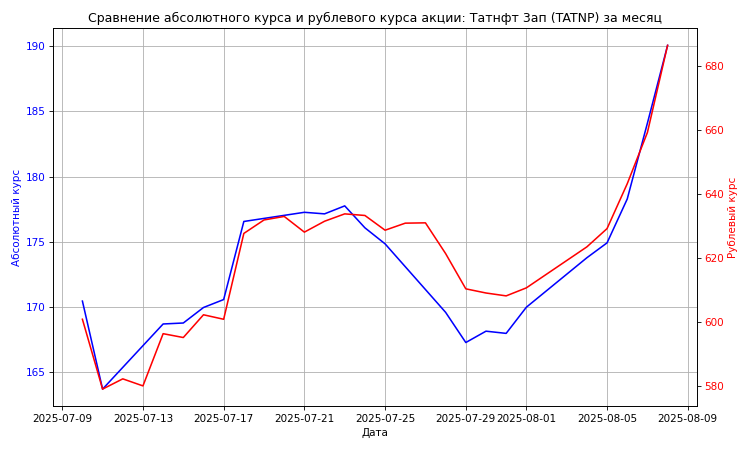 Сравнение абсолютного курса и рублевого курса акции: Татнфт 3ап (TATNP) за месяц
190
185
180
175
170
165
Абсолютный курс
680
660
640
620
600
580
Рублевый курс
2025-07-09 2025-07-13 2025-07-17 2025-07-21 2025-07-25 2025-07-29 2025-08-01 2025-08-05 2025-08-09
Дата